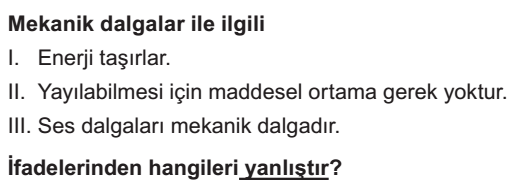 Mekanik dalgalar ile ilgili
I. Enerji taşırlar.
II. Yayılabilmesi için maddesel ortama gerek yoktur.
III. Ses dalgaları mekanik dalgadır.
İfadelerinden hangileri yanlıştır?